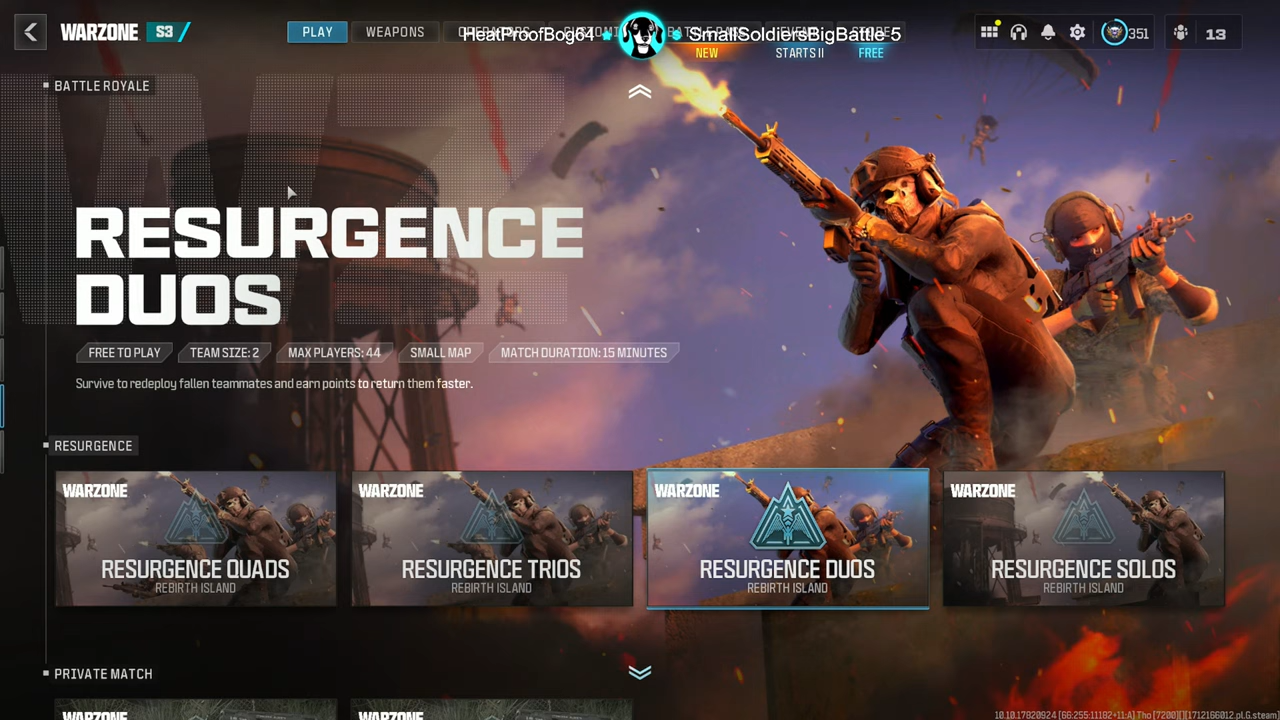 WARZONE S3
PLAY
WEAPONS
HeatProofBog64
SmallSoldiersBigBattle 5
NEW
STARTS II
FREE
351
13
BATTLE ROYALE
RESURGENCE
DUOS
FREE TO PLAY
TEAM SIZE: 2
MAX PLAYERS: 44
SMALL MAP
MATCH DURATION: 15 MINUTES
Survive to redeploy fallen teammates and earn points to return them faster.
RESURGENCE
WARZONE
RESURGENCE QUADS
REBIRTH ISLAND
WARZONE
RESURGENCE TRIOS
REBIRTH ISLAND
WARZONE
RESURGENCE DUOS
REBIRTH ISLAND
WARZONE
RESURGENCE SOLOS
REBIRTH ISLAND
PRIVATE MATCH
WARZONE
WARZONE